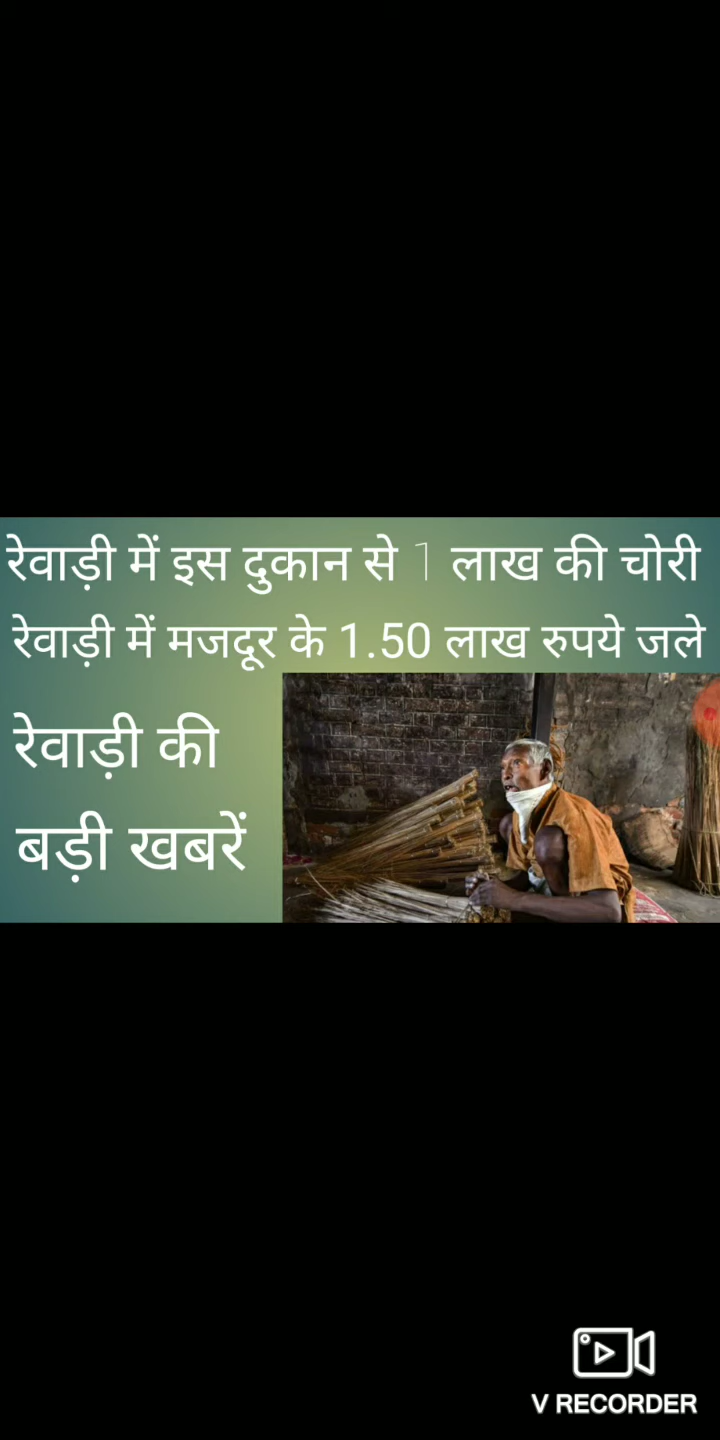 रेवाड़ी में इस दुकान से 1 लाख की चोरी
रेवाड़ी में मजदूर के 1.50 लाख रुपये जले
रेवाड़ी की
बड़ी खबरें
V RECORDER